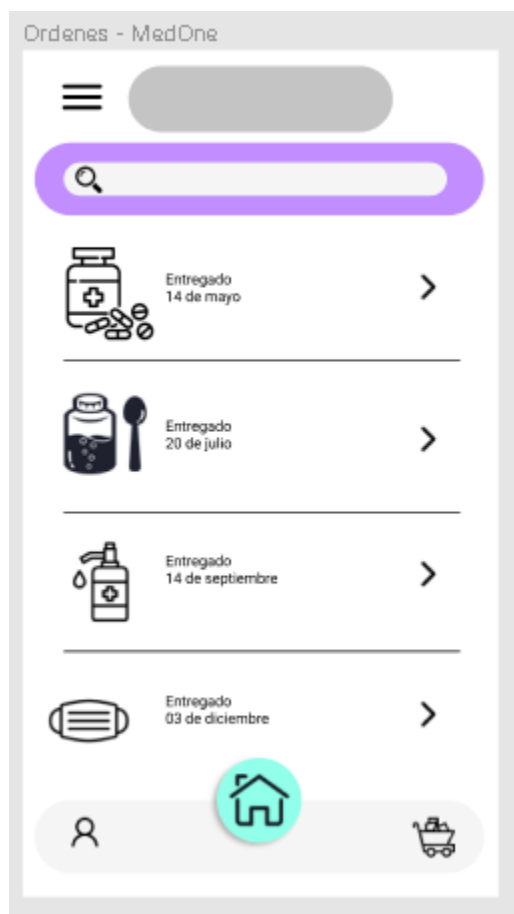 Ordenes - MedOne
Entregado
14 de mayo
Entregado
20 de julio
Entregado
14 de septiembre
Entregado
03 de diciembre